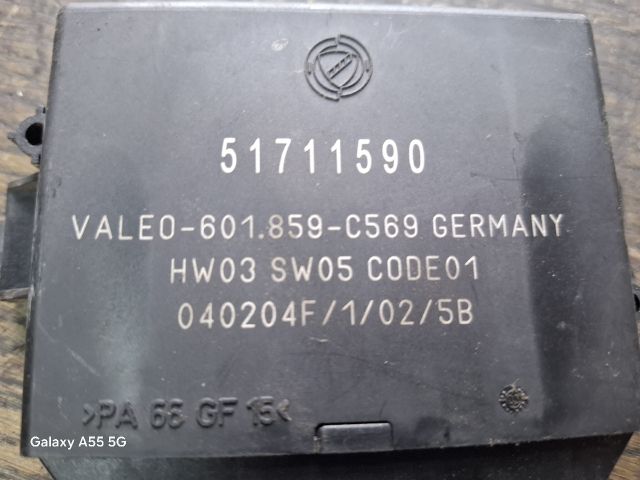 51711590
VALEO-601.859-C569 GERMANY
HW03 SW05 CODE01
040204F/1/02/5B
>PA 66 GF 15<
Galaxy A55 5G